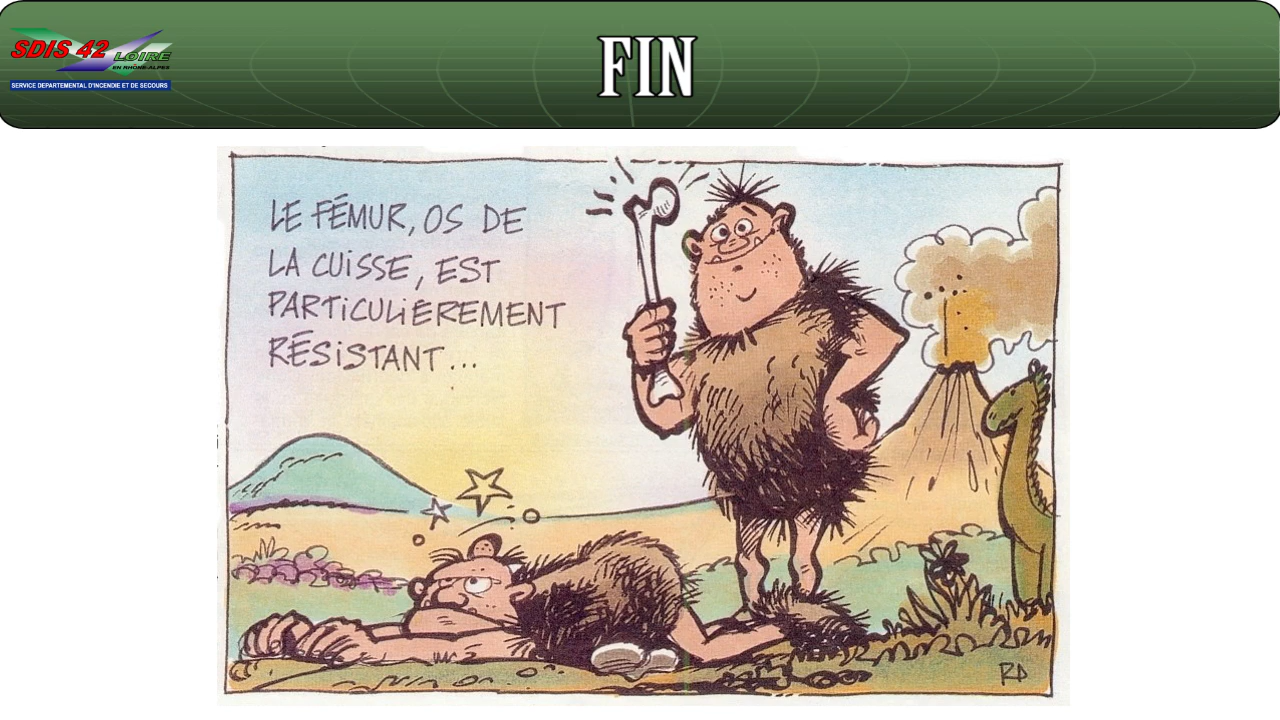 SDIS 42
LOIRE
EN RHÔNE-ALPES
SERVICE DEPARTEMENTAL D'INCENDIE ET DE SECOURS
FIN
LE FÉMUR, OS DE
LA CUiSSE, EST
PARTiCULiÈREMENT
RÉSiSTANT...
RD